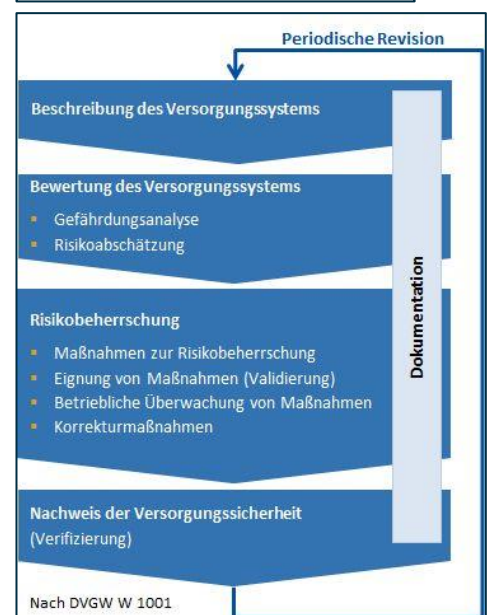 Periodische Revision
Beschreibung des Versorgungssystems
Bewertung des Versorgungssystems
Gefährdungsanalyse
Risikoabschätzung
Risikobeherrschung
Maßnahmen zur Risikobeherrschung
Eignung von Maßnahmen (Validierung)
Betriebliche Überwachung von Maßnahmen
Korrekturmaßnahmen
Nachweis der Versorgungssicherheit
(Verifizierung)
Dokumentation
Nach DVGW W 1001